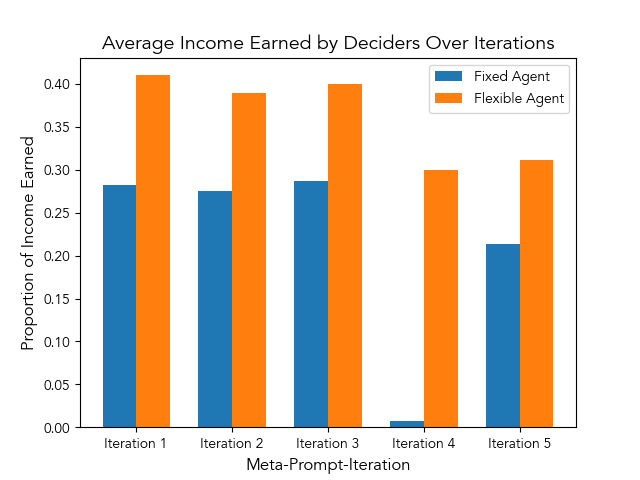 Average Income Earned by Deciders Over Iterations
Fixed Agent
Flexible Agent
Proportion of Income Earned
0.40
0.35
0.30
0.25
0.20
0.15
0.10
0.05
0.00
Iteration 1 Iteration 2 Iteration 3 Iteration 4 Iteration 5
Meta-Prompt-Iteration